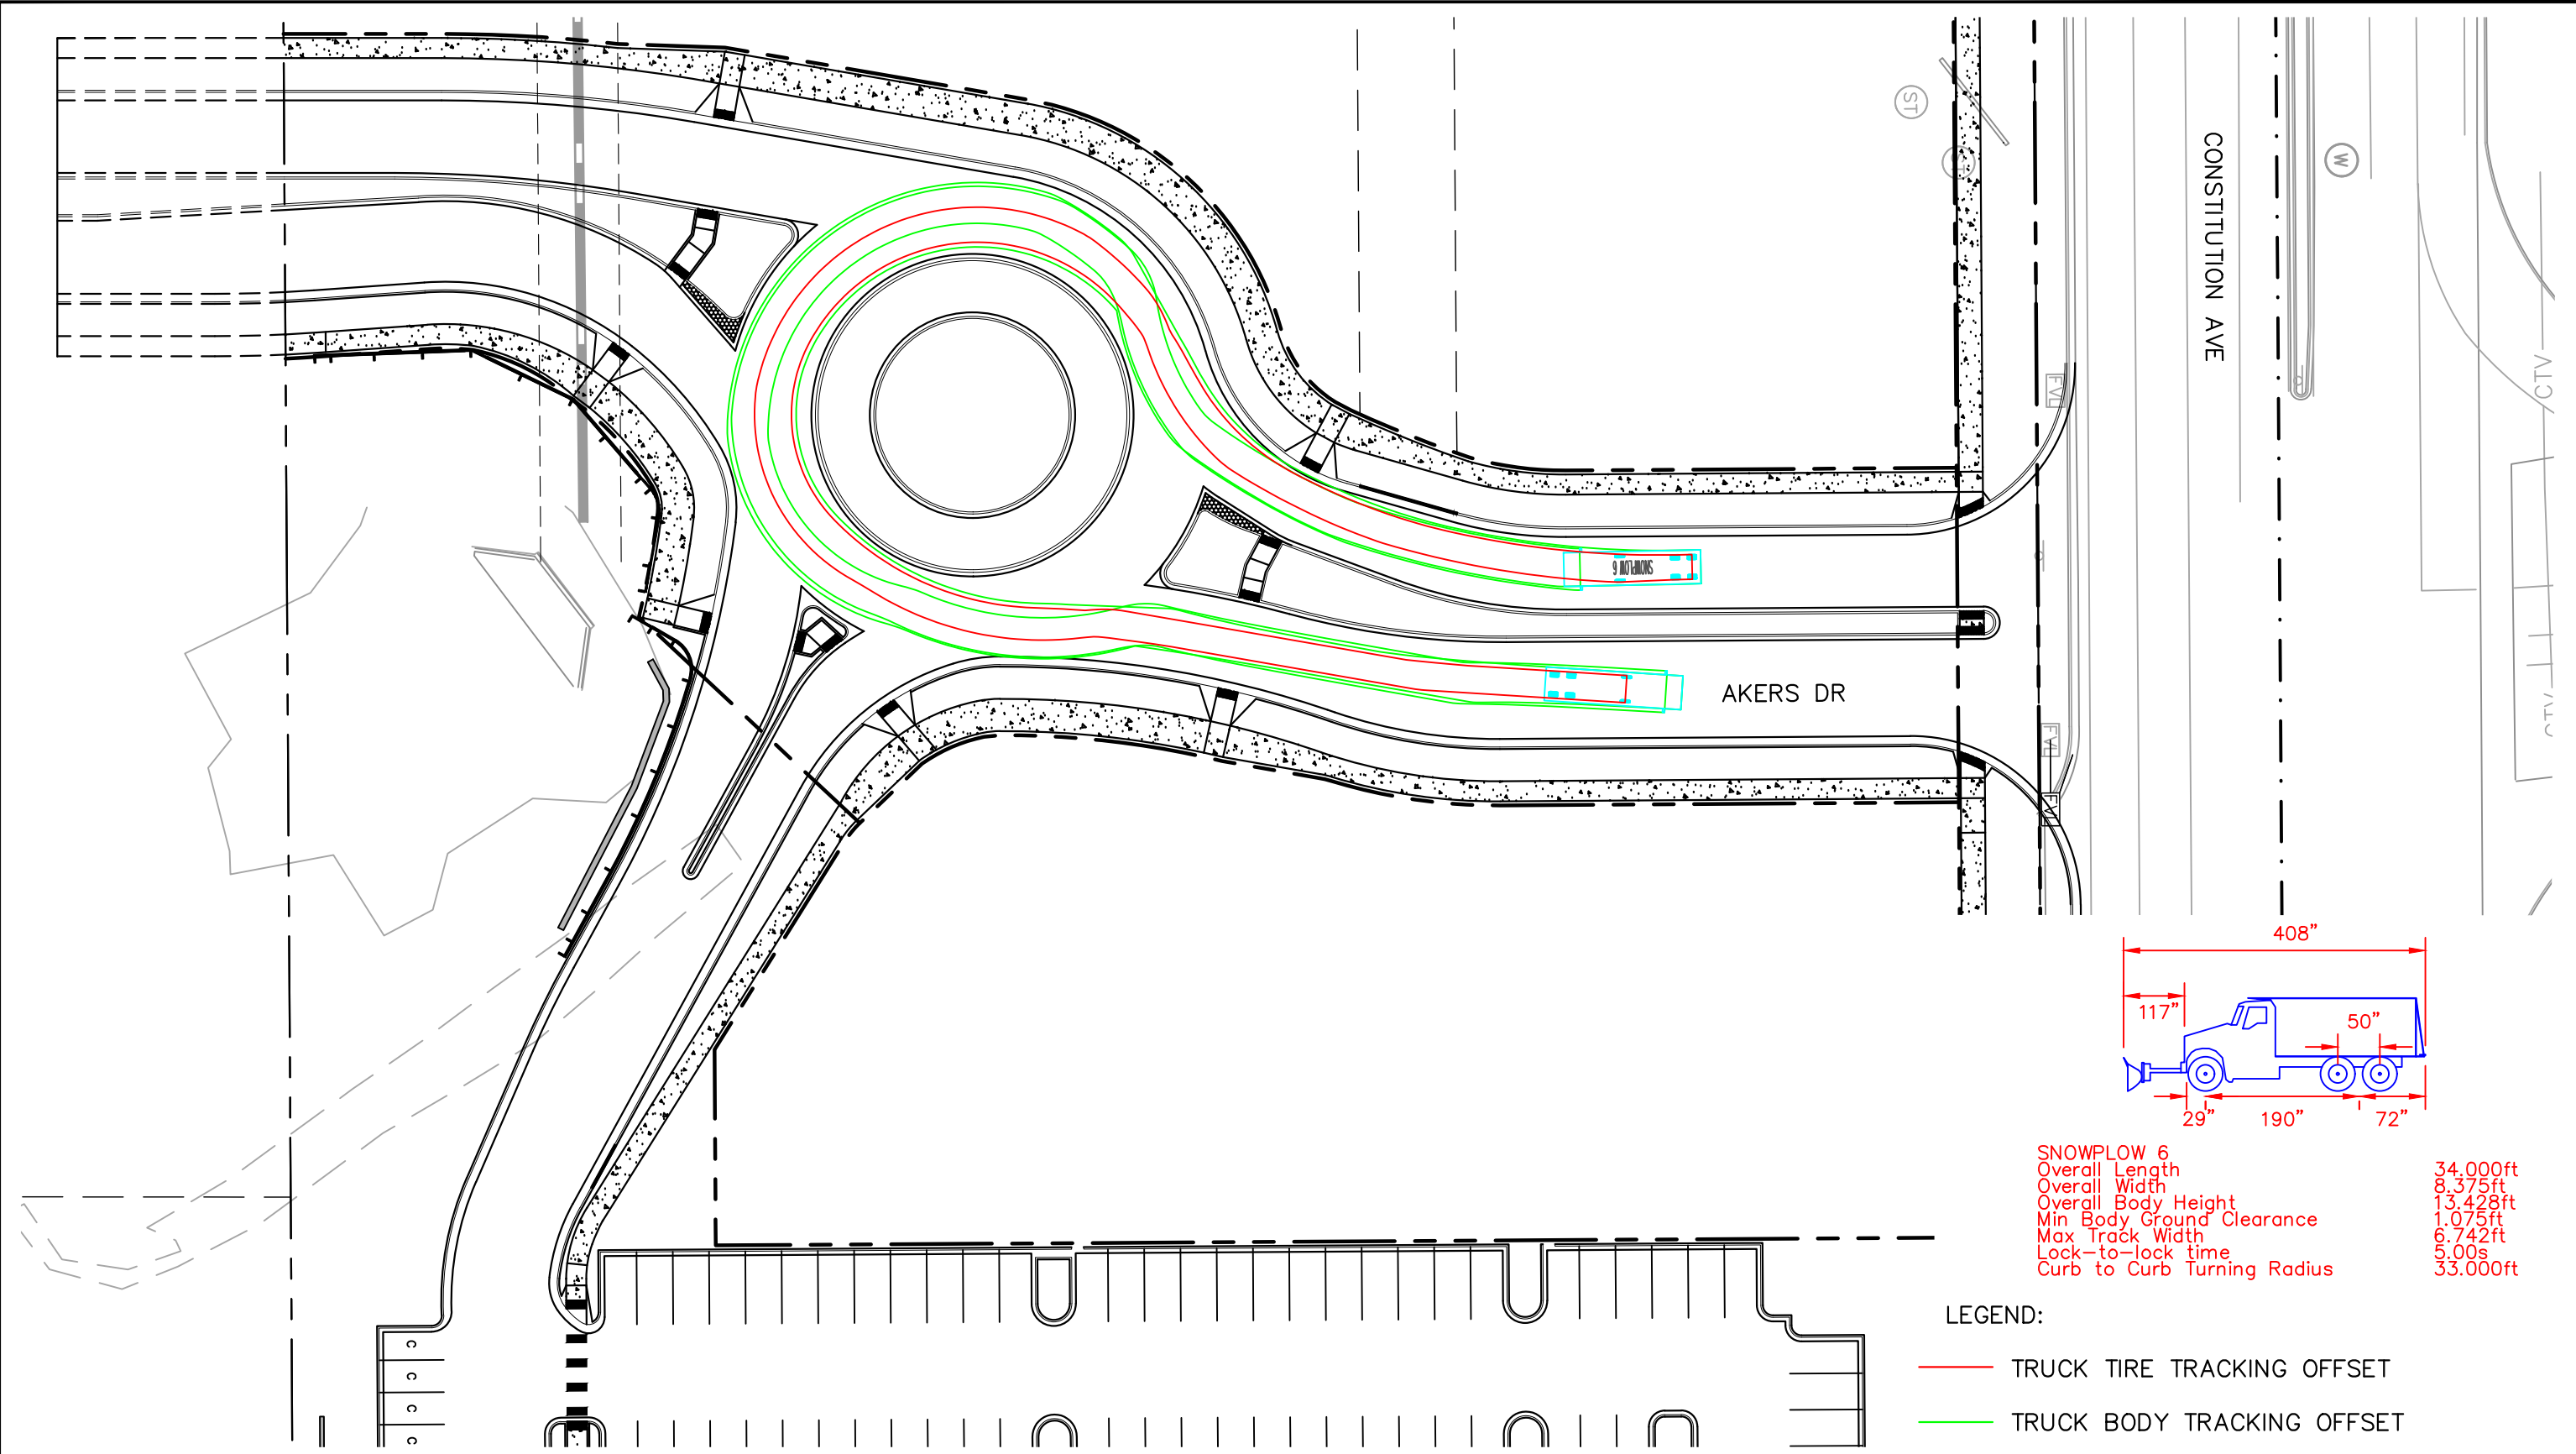 ST
ST
W
CONSTITUTION AVE
CTV
FVL
SNOWPLOW 6
AKERS DR
FVL
408”
117”
50”
29”
190”
72”
SNOWPLOW 6
Overall Length 34.000ft
Overall Width 8.375ft
Overall Body Height 13.428ft
Min Body Ground Clearance 1.075ft
Max Track Width 6.742ft
Lock-to-lock time 5.00s
Curb to Curb Turning Radius 33.000ft
LEGEND:
TRUCK TIRE TRACKING OFFSET
TRUCK BODY TRACKING OFFSET
C
C
C
C